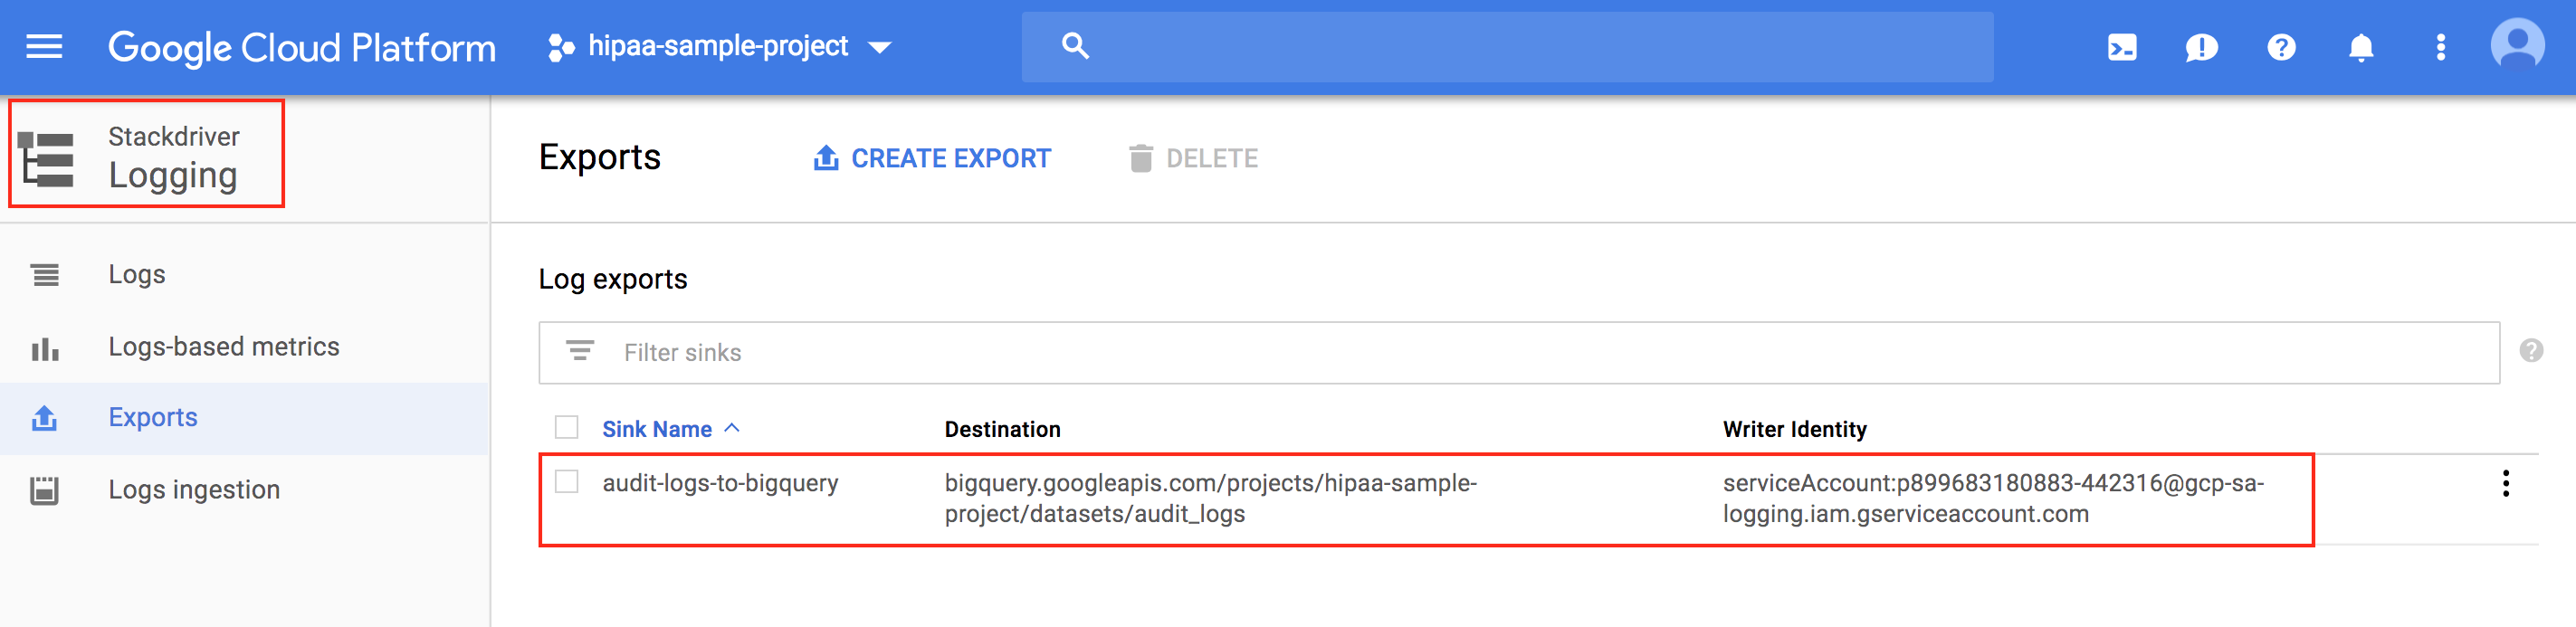 Google Cloud Platform
hipaa-sample-project
Stackdriver
Logging
Exports
CREATE EXPORT
DELETE
Logs
Logs-based metrics
Exports
Logs ingestion
Log exports
Filter sinks
Sink Name Destination Writer Identity
audit-logs-to-bigquery bigquery.googleapis.com/projects/hipaa-sample- serviceAccount:p899683180883-442316@gcp-sa-
project/datasets/audit_logs logging.iam.gserviceaccount.com